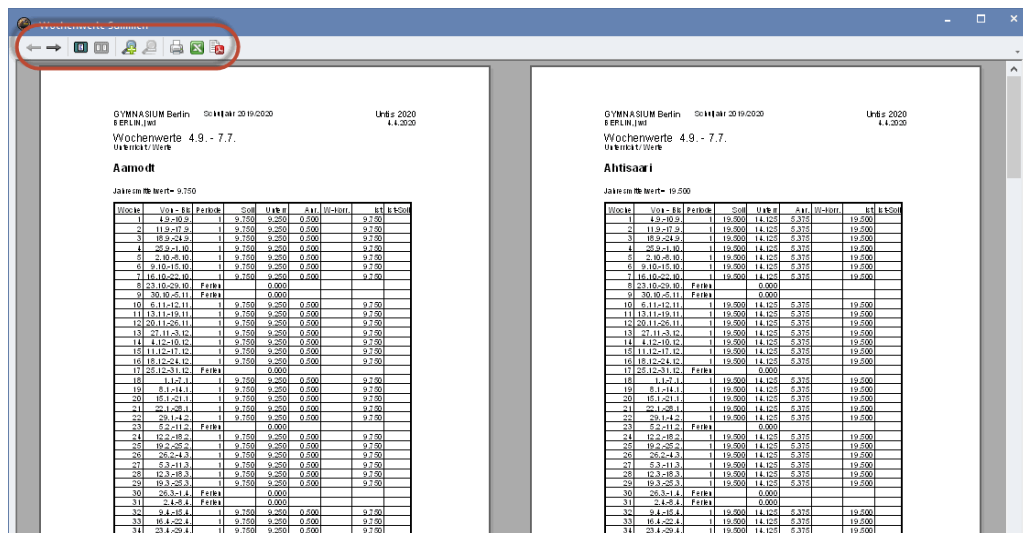 Wochenwerte Summen
GYMNASIUM Berlin Schuljahr 2019/2020 Untis 2020
BERLIN, jwd 4.4.2020
Wochenwerte 4.9. - 7.7.
Unterricht / Werte
Aamodt
Jahresmittelwert= 9.750
Woche Von - Bis Periode Soll Unterr Anr. W-Korr. Ist Ist-Soll
1 4.9.-10.9. 1 9.750 9.250 0.500 9.750
2 11.9.-17.9. 1 9.750 9.250 0.500 9.750
3 18.9.-24.9. 1 9.750 9.250 0.500 9.750
4 25.9.-1.10. 1 9.750 9.250 0.500 9.750
5 2.10.-8.10. 1 9.750 9.250 0.500 9.750
6 9.10.-15.10. 1 9.750 9.250 0.500 9.750
7 16.10.-22.10. 1 9.750 9.250 0.500 9.750
8 23.10.-29.10. Ferien 0.000
9 30.10.-5.11. Ferien 0.000
10 6.11.-12.11. 1 9.750 9.250 0.500 9.750
11 13.11.-19.11. 1 9.750 9.250 0.500 9.750
12 20.11.-26.11. 1 9.750 9.250 0.500 9.750
13 27.11.-3.12. 1 9.750 9.250 0.500 9.750
14 4.12.-10.12. 1 9.750 9.250 0.500 9.750
15 11.12.-17.12. 1 9.750 9.250 0.500 9.750
16 18.12.-24.12. 1 9.750 9.250 0.500 9.750
17 25.12.-31.12. Ferien 0.000
18 1.1.-7.1. 1 9.750 9.250 0.500 9.750
19 8.1.-14.1. 1 9.750 9.250 0.500 9.750
20 15.1.-21.1. 1 9.750 9.250 0.500 9.750
21 22.1.-28.1. 1 9.750 9.250 0.500 9.750
22 29.1.-4.2. 1 9.750 9.250 0.500 9.750
23 5.2.-11.2. Ferien 0.000
24 12.2.-18.2. 1 9.750 9.250 0.500 9.750
25 19.2.-25.2. 1 9.750 9.250 0.500 9.750
26 26.2.-4.3. 1 9.750 9.250 0.500 9.750
27 5.3.-11.3. 1 9.750 9.250 0.500 9.750
28 12.3.-18.3. 1 9.750 9.250 0.500 9.750
29 19.3.-25.3. 1 9.750 9.250 0.500 9.750
30 26.3.-1.4. Ferien 0.000
31 2.4.-8.4. Ferien 0.000
32 9.4.-15.4. 1 9.750 9.250 0.500 9.750
33 16.4.-22.4. 1 9.750 9.250 0.500 9.750
34 23.4.-29.4. 1 9.750 9.250 0.500 9.750
GYMNASIUM Berlin Schuljahr 2019/2020 Untis 2020
BERLIN, jwd 4.4.2020
Wochenwerte 4.9. - 7.7.
Unterricht / Werte
Ahtisaari
Jahresmittelwert= 19.500
Woche Von - Bis Periode Soll Unterr Anr. W-Korr. Ist Ist-Soll
1 4.9.-10.9. 1 19.500 14.125 5.375 19.500
2 11.9.-17.9. 1 19.500 14.125 5.375 19.500
3 18.9.-24.9. 1 19.500 14.125 5.375 19.500
4 25.9.-1.10. 1 19.500 14.125 5.375 19.500
5 2.10.-8.10. 1 19.500 14.125 5.375 19.500
6 9.10.-15.10. 1 19.500 14.125 5.375 19.500
7 16.10.-22.10. 1 19.500 14.125 5.375 19.500
8 23.10.-29.10. Ferien 0.000
9 30.10.-5.11. Ferien 0.000
10 6.11.-12.11. 1 19.500 14.125 5.375 19.500
11 13.11.-19.11. 1 19.500 14.125 5.375 19.500
12 20.11.-26.11. 1 19.500 14.125 5.375 19.500
13 27.11.-3.12. 1 19.500 14.125 5.375 19.500
14 4.12.-10.12. 1 19.500 14.125 5.375 19.500
15 11.12.-17.12. 1 19.500 14.125 5.375 19.500
16 18.12.-24.12. 1 19.500 14.125 5.375 19.500
17 25.12.-31.12. Ferien 0.000
18 1.1.-7.1. 1 19.500 14.125 5.375 19.500
19 8.1.-14.1. 1 19.500 14.125 5.375 19.500
20 15.1.-21.1. 1 19.500 14.125 5.375 19.500
21 22.1.-28.1. 1 19.500 14.125 5.375 19.500
22 29.1.-4.2. 1 19.500 14.125 5.375 19.500
23 5.2.-11.2. Ferien 0.000
24 12.2.-18.2. 1 19.500 14.125 5.375 19.500
25 19.2.-25.2. 1 19.500 14.125 5.375 19.500
26 26.2.-4.3. 1 19.500 14.125 5.375 19.500
27 5.3.-11.3. 1 19.500 14.125 5.375 19.500
28 12.3.-18.3. 1 19.500 14.125 5.375 19.500
29 19.3.-25.3. 1 19.500 14.125 5.375 19.500
30 26.3.-1.4. Ferien 0.000
31 2.4.-8.4. Ferien 0.000
32 9.4.-15.4. 1 19.500 14.125 5.375 19.500
33 16.4.-22.4. 1 19.500 14.125 5.375 19.500
34 23.4.-29.4. 1 19.500 14.125 5.375 19.500